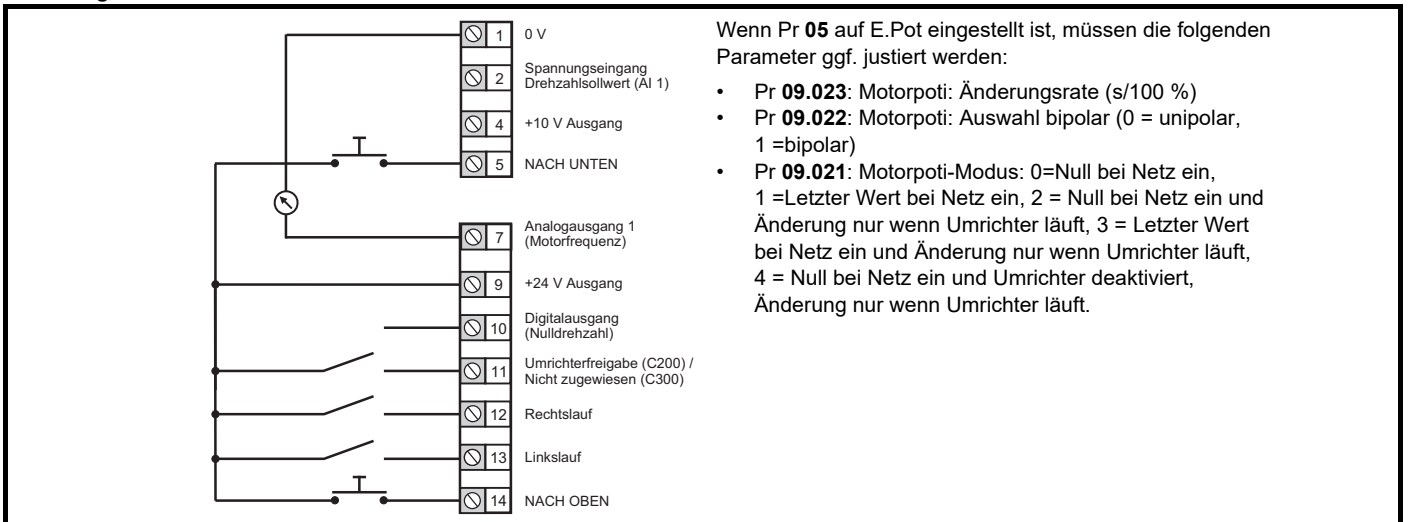 1 0 V
2 Spannungseingang
Drehzahlsollwert (AI 1)
4 +10 V Ausgang
5 NACH UNTEN
7 Analogausgang 1
(Motorfrequenz)
9 +24 V Ausgang
10 Digitalausgang
(Nulldrehzahl)
11 Umrichterfreigabe (C200) /
Nicht zugewiesen (C300)
12 Rechtslauf
13 Linkslauf
14 NACH OBEN
Wenn Pr 05 auf E.Pot eingestellt ist, müssen die folgenden
Parameter ggf. justiert werden:
• Pr 09.023: Motorpoti: Änderungsrate (s/100 %)
• Pr 09.022: Motorpoti: Auswahl bipolar (0 = unipolar,
1 =bipolar)
• Pr 09.021: Motorpoti-Modus: 0=Null bei Netz ein,
1 =Letzter Wert bei Netz ein, 2 = Null bei Netz ein und
Änderung nur wenn Umrichter läuft, 3 = Letzter Wert
bei Netz ein und Änderung nur wenn Umrichter läuft,
4 = Null bei Netz ein und Umrichter deaktiviert,
Änderung nur wenn Umrichter läuft.